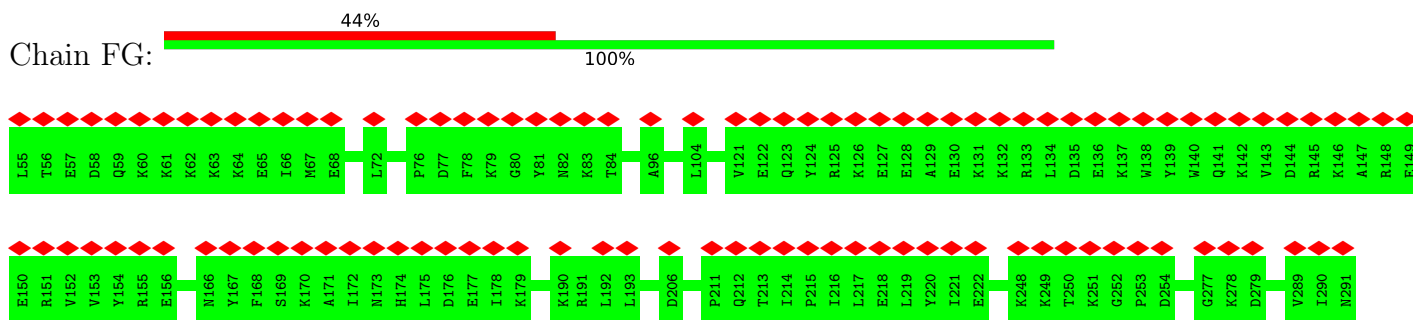 44%
Chain FG:
100%
L55 T56 E57 D58 Q59 K60 K61 K62 K63 K64 E65 I66 M67 E68 L72 P76 D77 F78 K79 G80 Y81 N82 K83 T84 A96 L104 V121 E122 Q123 Y124 R125 K126 E127 E128 A129 E130 K131 K132 R133 L134 D135 E136 K137 W138 Y139 W140 Q141 K142 V143 D144 R145 K146 A147 R148 E149
E150 R151 V152 V153 Y154 R155 E156 N166 Y167 F168 S169 K170 A171 I172 N173 H174 L175 D176 E177 I178 K179 K190 R191 L192 L193 D206 P211 Q212 T213 I214 P215 I216 L217 E218 L219 Y220 I221 E222 K248 K249 T250 K251 G252 P253 D254 G277 K278 D279 V289 I290 N291